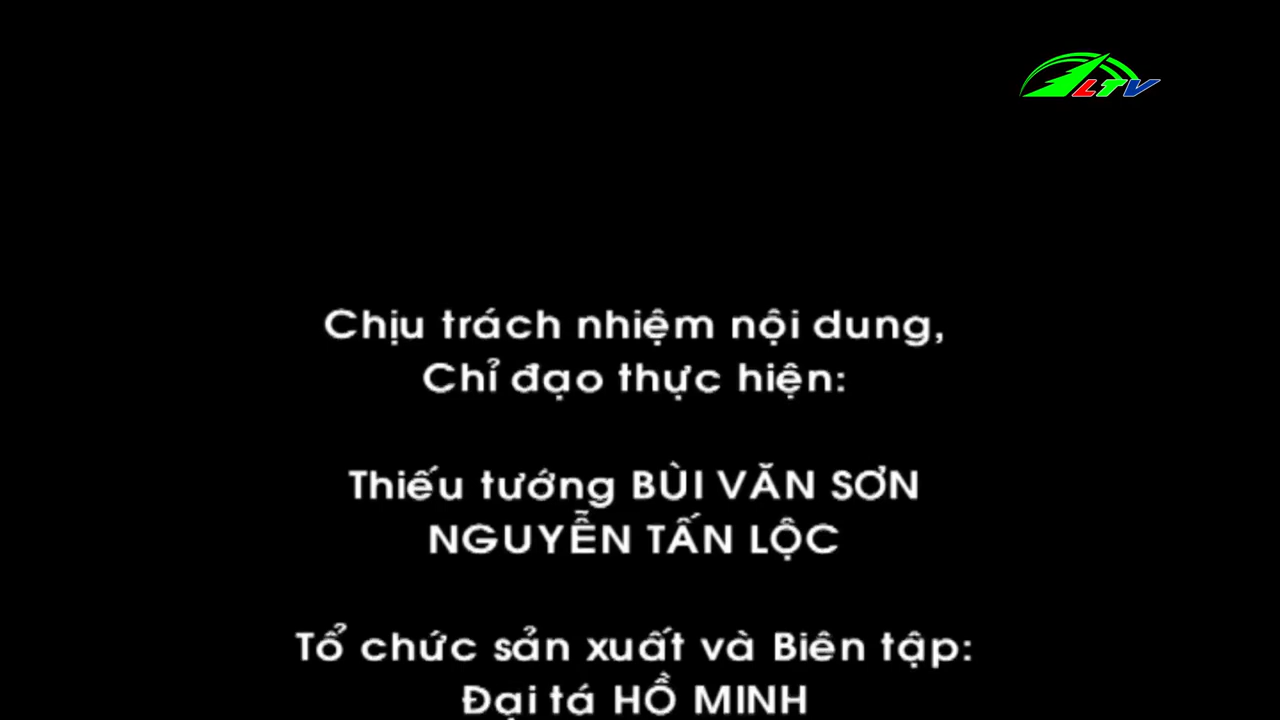 LTV
Chịu trách nhiệm nội dung,
Chỉ đạo thực hiện:
Thiếu tướng BÙI VĂN SƠN
NGUYỄN TẤN LỘC
Tổ chức sản xuất và Biên tập:
Đại tá HỒ MINH